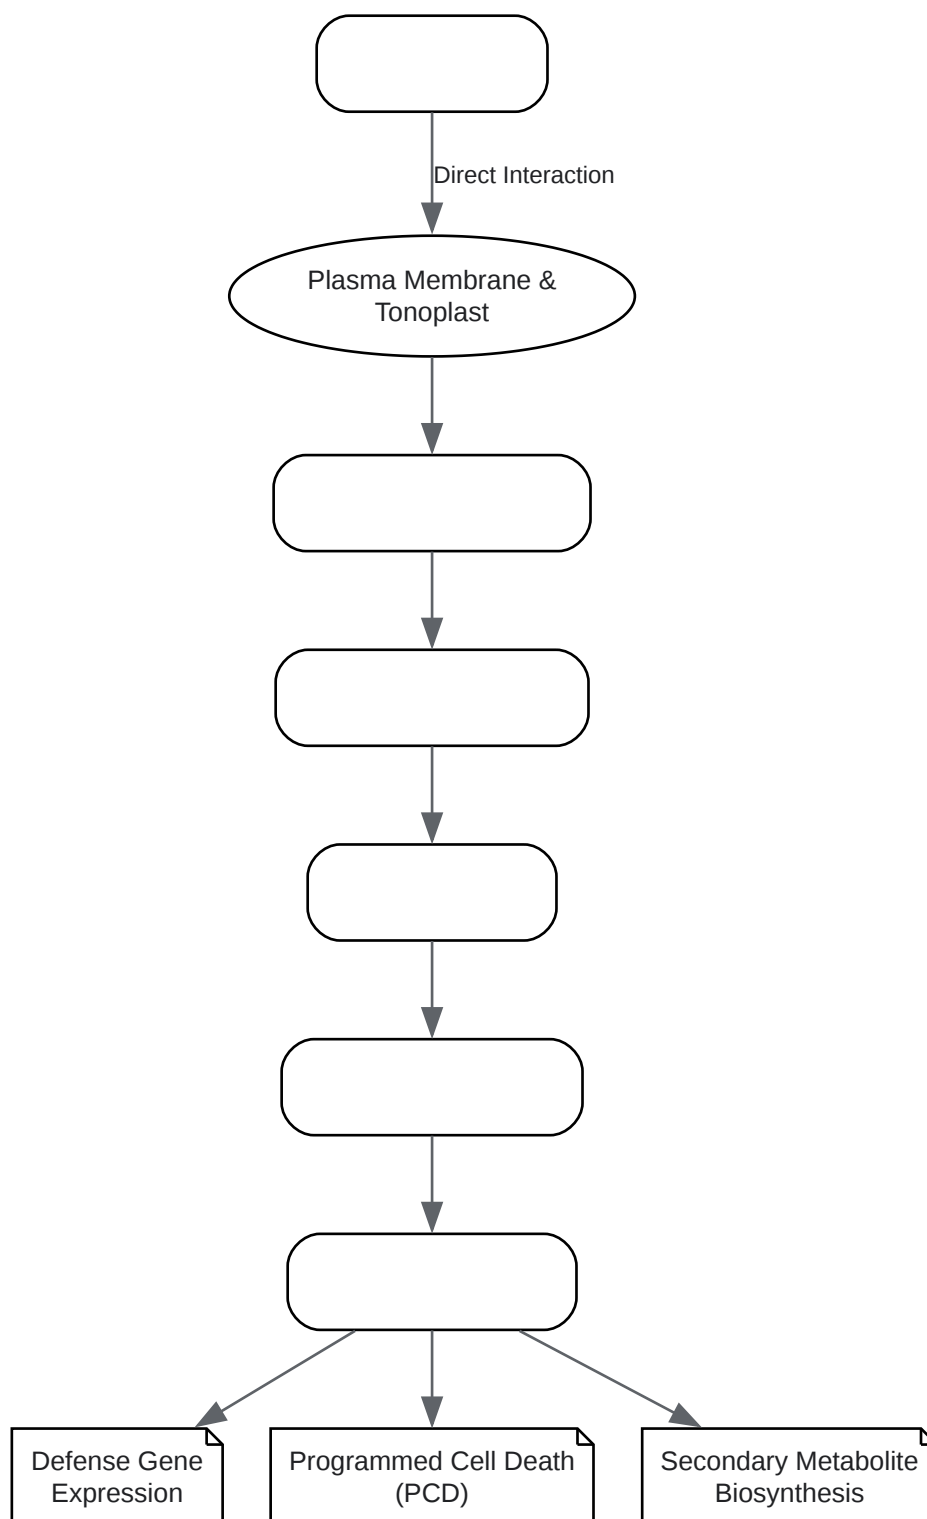 Direct Interaction
Plasma Membrane &
Tonoplast
Defense Gene
Expression
Programmed Cell Death
(PCD)
Secondary Metabolite
Biosynthesis